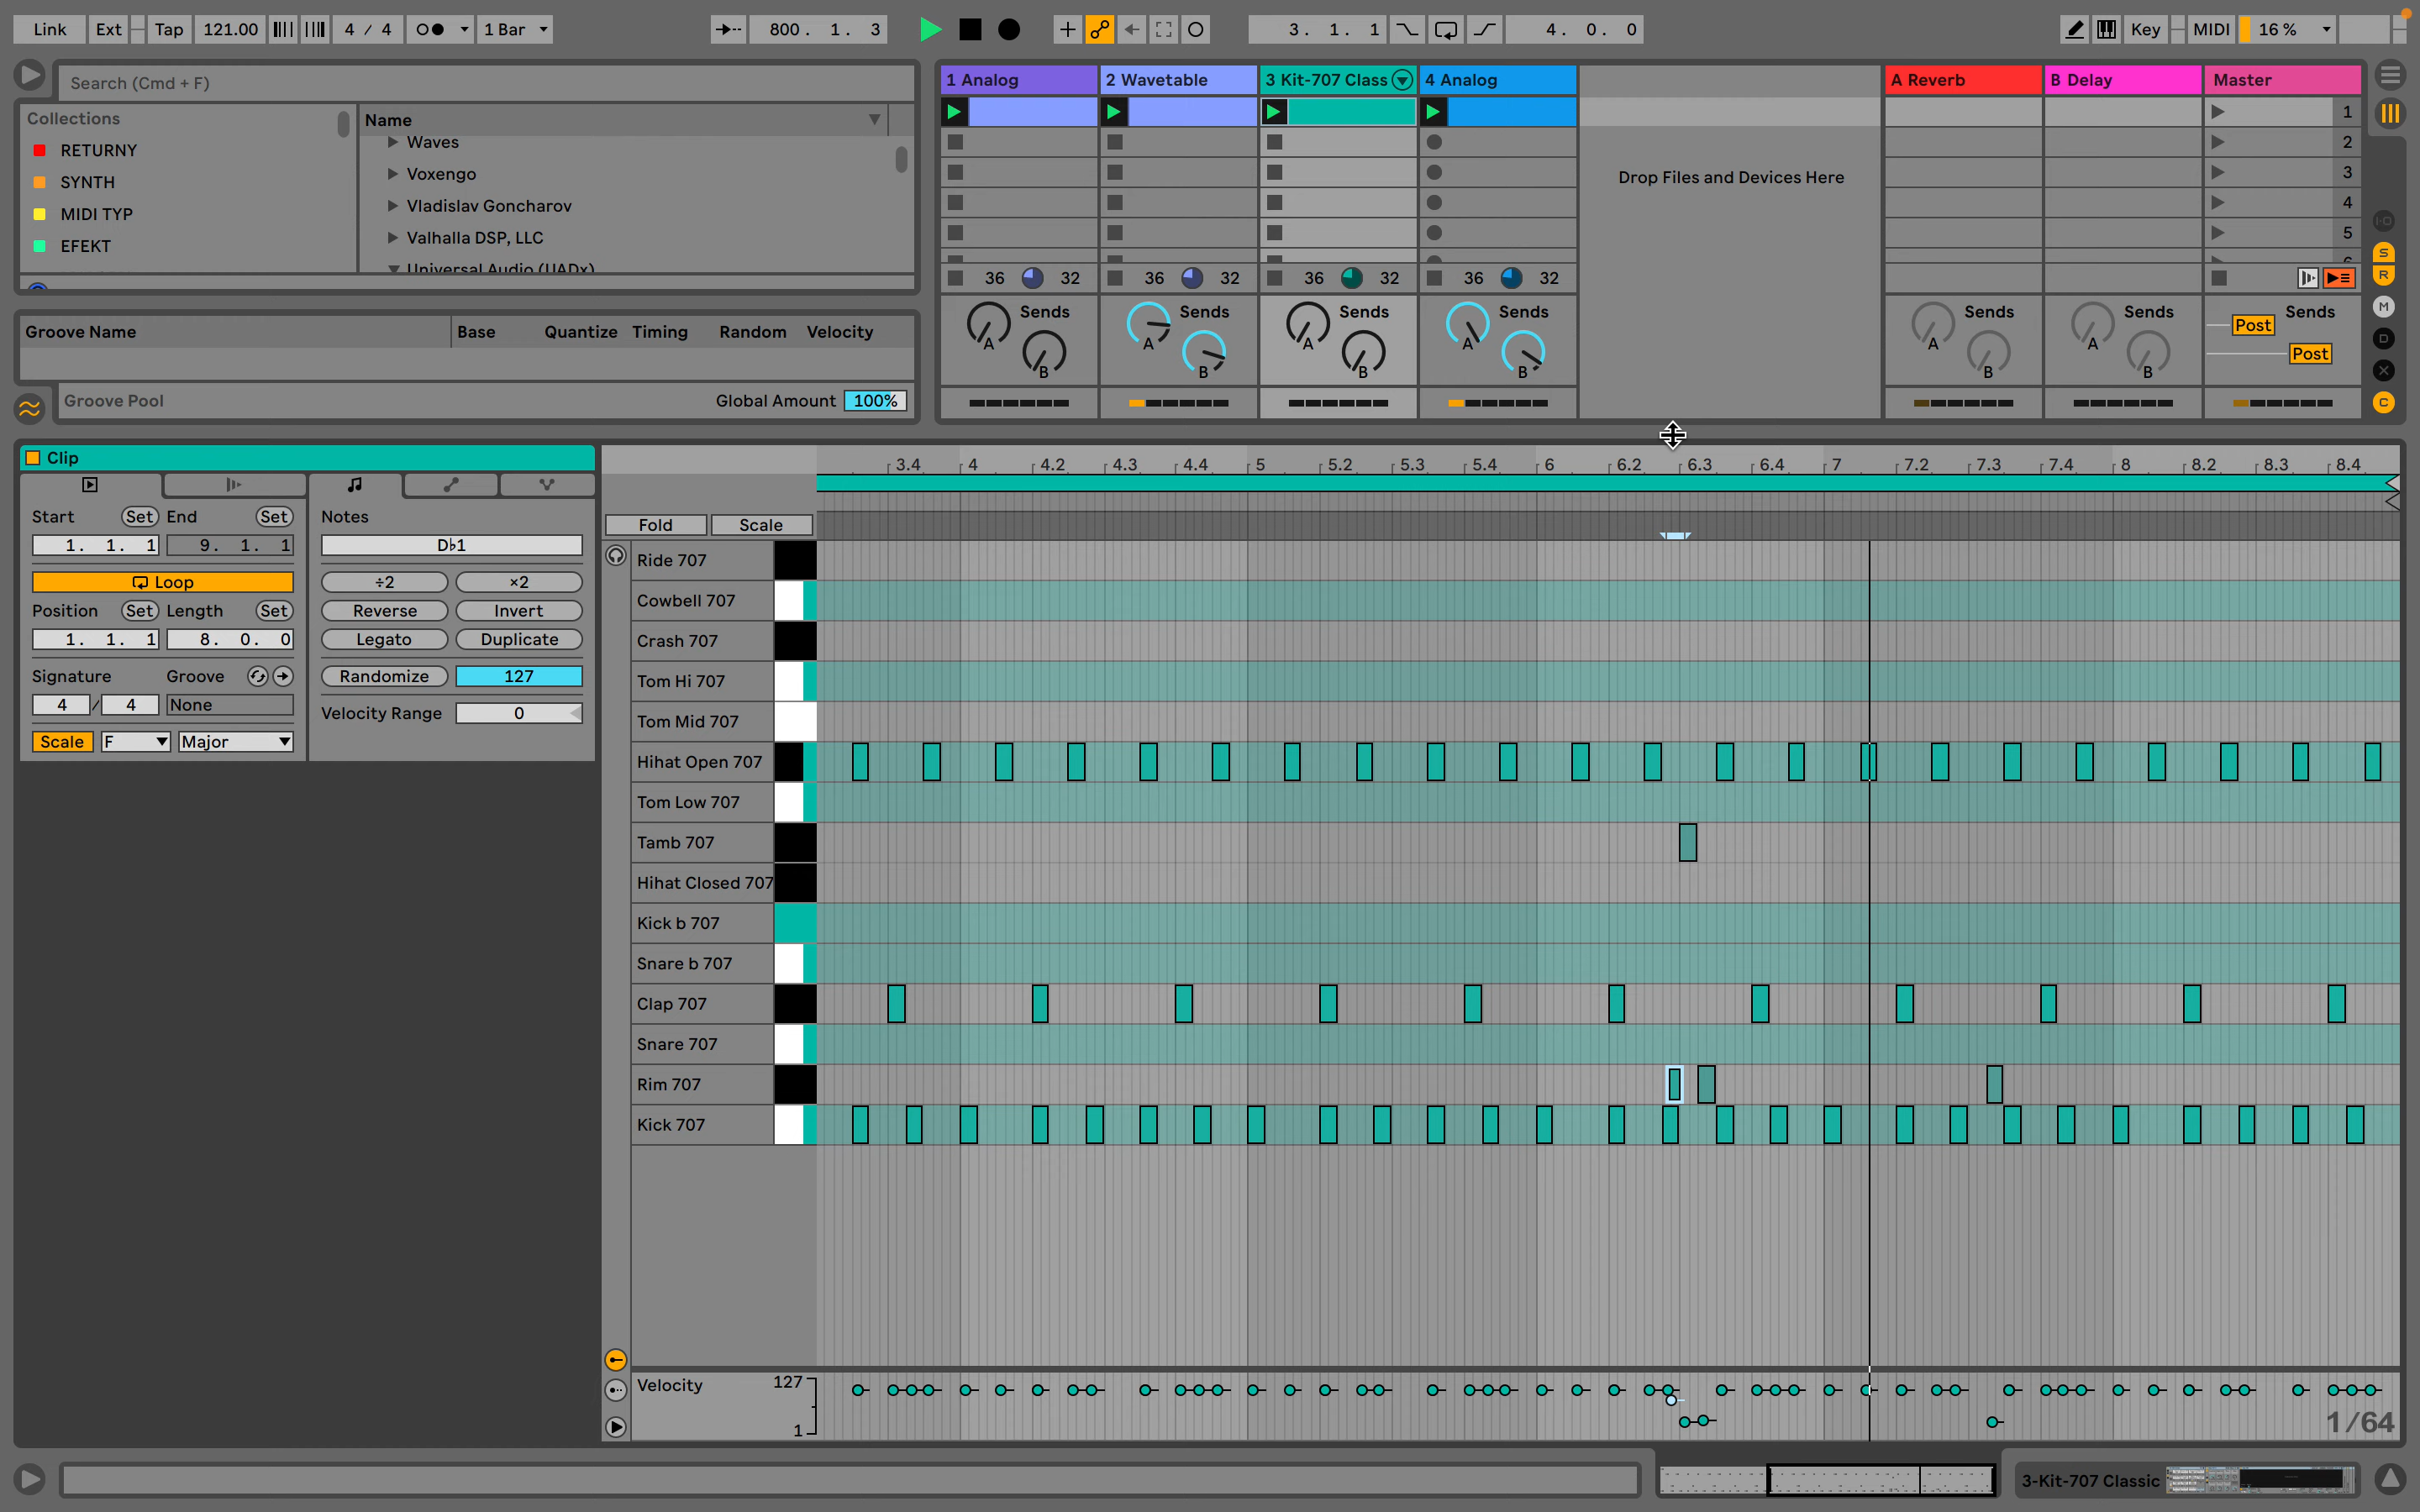 Link Ext Tap 121.00 4 / 4 1 Bar 800. 1. 3 3. 1. 1 4. 0. 0 Key MIDI 16 %
Search (Cmd + F)
Collections
RETURNY
SYNTH
MIDI TYP
EFEKT
Name
Waves
Voxengo
Vladislav Goncharov
Valhalla DSP, LLC
Universal Audio (UADx)
Groove Name Base Quantize Timing Random Velocity
Groove Pool Global Amount 100%
1 Analog 2 Wavetable 3 Kit-707 Class 4 Analog A Reverb B Delay Master
1
2
Drop Files and Devices Here
3
4
5
6
36 32 36 32 36 32 36 32
Sends Sends Sends Sends Sends Sends Sends
A A A A A A Post
B B B B B B Post
S
R
M
D
X
C
Clip
Start Set End Set
1. 1. 1 9. 1. 1
Loop
Position Set Length Set
1. 1. 1 8. 0. 0
Signature Groove
4 / 4 None
Scale F Major
Notes
D♭1
÷2 ×2
Reverse Invert
Legato Duplicate
Randomize 127
Velocity Range 0
3.4 4 4.2 4.3 4.4 5 5.2 5.3 5.4 6 6.2 6.3 6.4 7 7.2 7.3 7.4 8 8.2 8.3 8.4
Fold Scale
Ride 707
Cowbell 707
Crash 707
Tom Hi 707
Tom Mid 707
Hihat Open 707
Tom Low 707
Tamb 707
Hihat Closed 707
Kick b 707
Snare b 707
Clap 707
Snare 707
Rim 707
Kick 707
Velocity 127
1
1/64
3-Kit-707 Classic